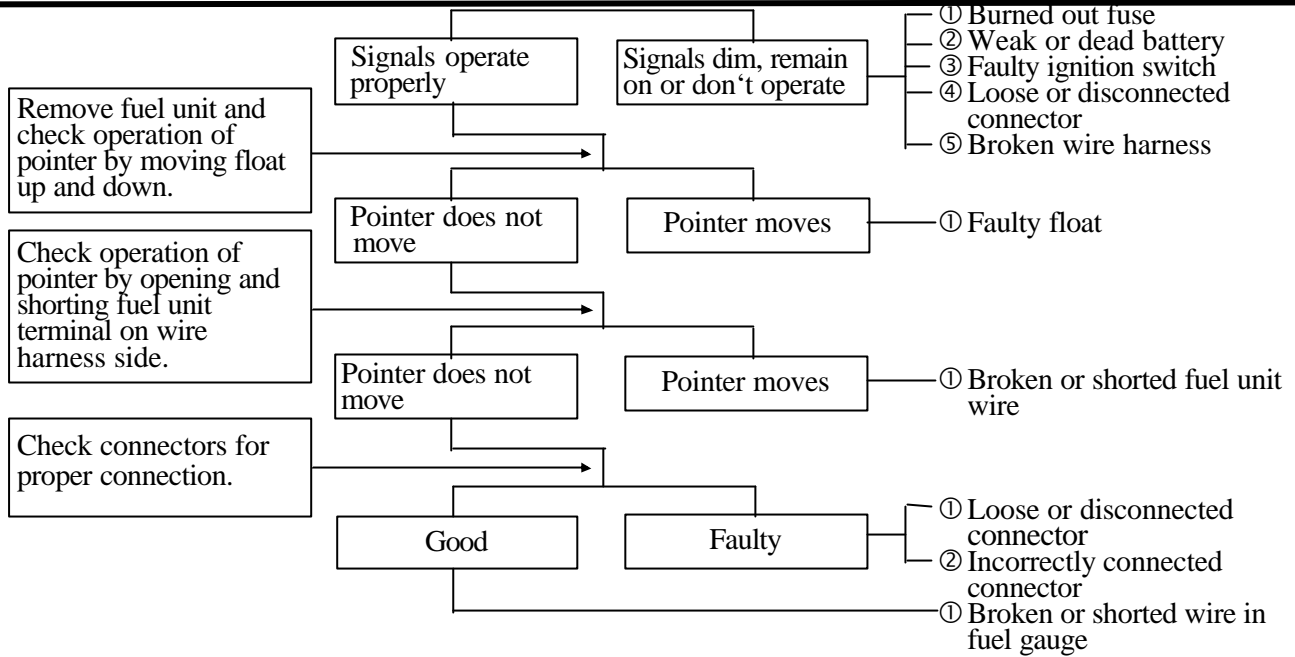 Signals operate
properly
Signals dim, remain
on or don‘t operate
① Burned out fuse
② Weak or dead battery
③ Faulty ignition switch
④ Loose or disconnected
connector
⑤ Broken wire harness
Remove fuel unit and
check operation of
pointer by moving float
up and down.
Pointer does not
move
Pointer moves
① Faulty float
Check operation of
pointer by opening and
shorting fuel unit
terminal on wire
harness side.
Pointer does not
move
Pointer moves
① Broken or shorted fuel unit
wire
Check connectors for
proper connection.
Good
Faulty
① Loose or disconnected
connector
② Incorrectly connected
connector
① Broken or shorted wire in
fuel gauge